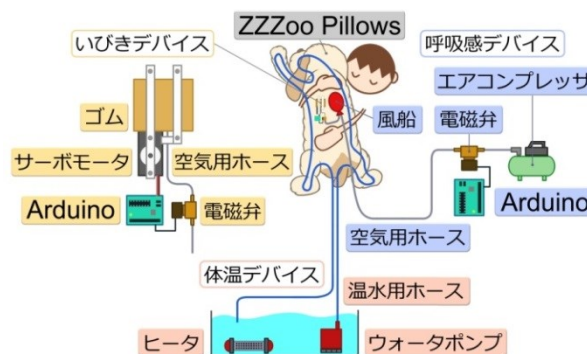 ZZZoo Pillows
いびきデバイス
呼吸感デバイス
エアコンプレッサ
ゴム
風船
電磁弁
サーボモータ
空気用ホース
Arduino
電磁弁
Arduino
空気用ホース
体温デバイス
温水用ホース
ヒータ
ウォータポンプ